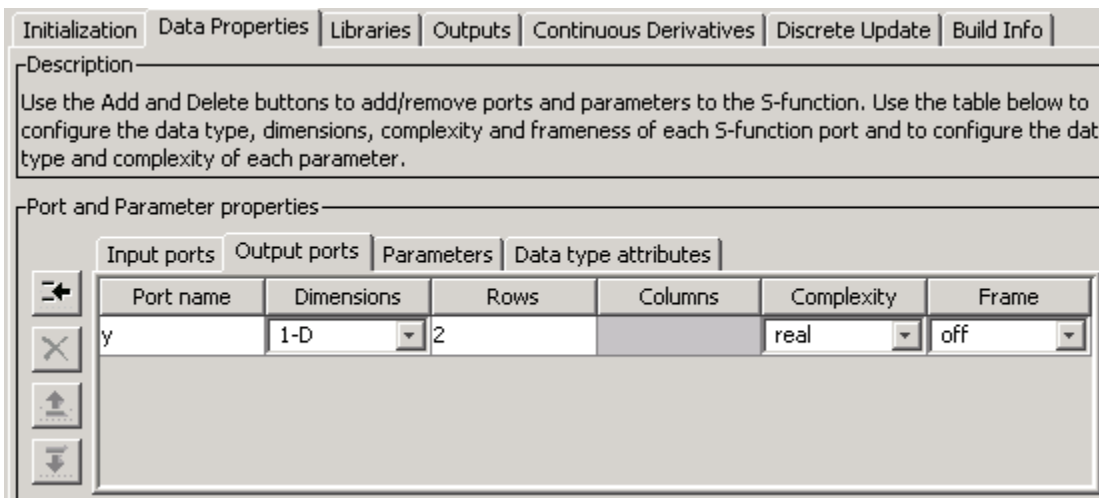 Initialization Data Properties Libraries Outputs Continuous Derivatives Discrete Update Build Info
Description
Use the Add and Delete buttons to add/remove ports and parameters to the S-function. Use the table below to
configure the data type, dimensions, complexity and frameness of each S-function port and to configure the dat
type and complexity of each parameter.
Port and Parameter properties
Input ports Output ports Parameters Data type attributes
Port name Dimensions Rows Columns Complexity Frame
y 1-D 2 real off